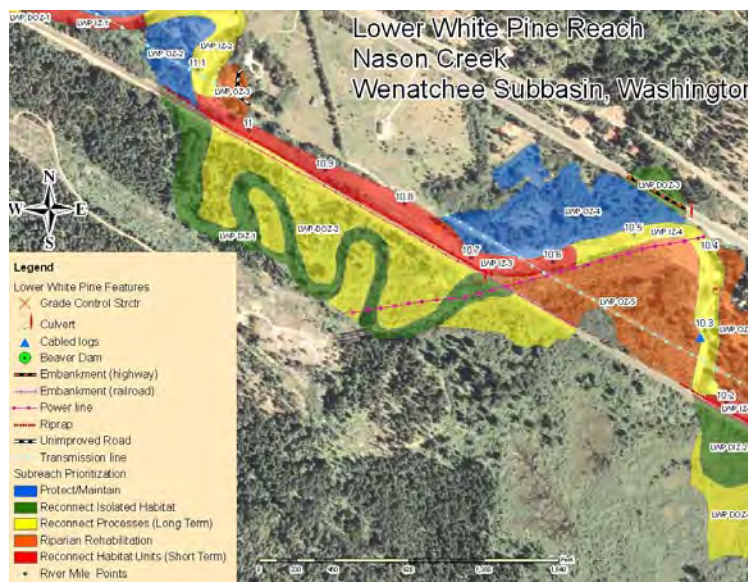 Lower White Pine Reach
Nason Creek
Wenatchee Subbasin, Washington
LWP DOZ-1
LWP IZ-1
LWP OZ-2
LWP IZ-2
11.1
LWP OZ-3
11
10.9
10.8
LWP DOZ-3
LWP OZ-4
10.5
LWP IZ-4
10.4
LWP DIZ-1
LWP DOZ-2
10.7
10.6
LWP IZ-3
LWP OZ-5
10.3
10.2
LWP DIZ-2
N
W
E
S
Legend
Lower White Pine Features
Grade Control Strctr
Culvert
Cabled logs
Beaver Dam
Embankment (highway)
Embankment (railroad)
Power line
Riprap
Unimproved Road
Transmission line
Subreach Prioritization
Protect/Maintain
Reconnect Isolated Habitat
Reconnect Processes (Long Term)
Riparian Rehabilitation
Reconnect Habitat Units (Short Term)
River Mile Points
Feet
0